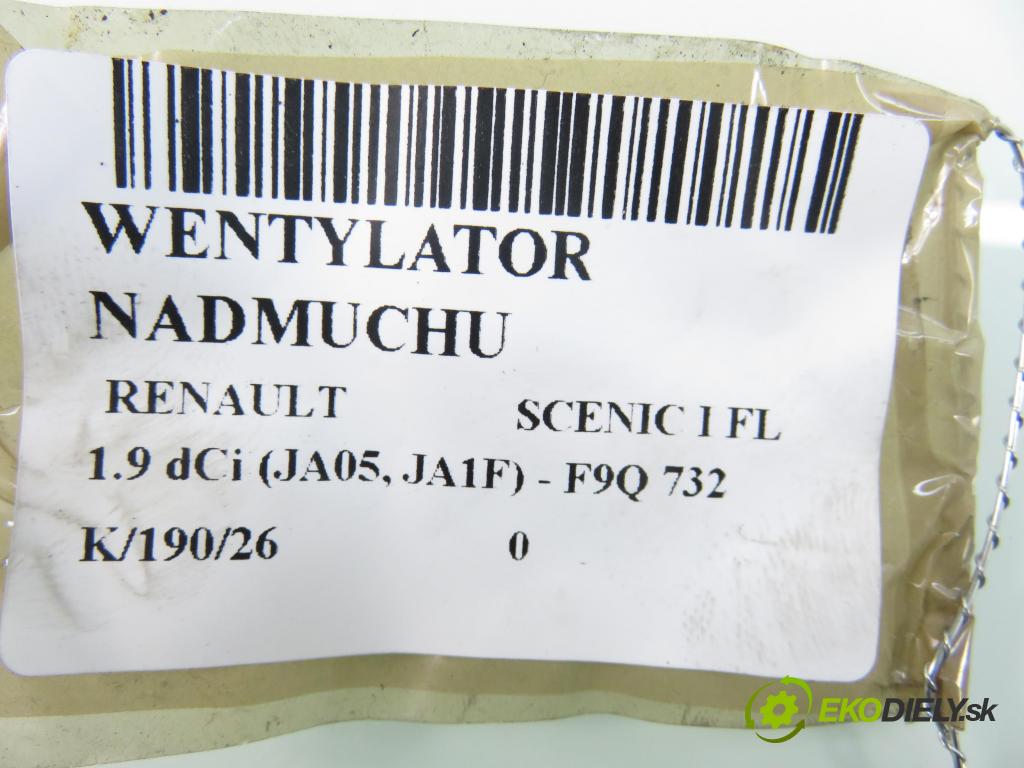 WENTYLATOR
NADMUCHU
RENAULT SCENIC I FL
1.9 dCi (JA05, JA1F) - F9Q 732
K/190/26 0
EKODIELY.sk